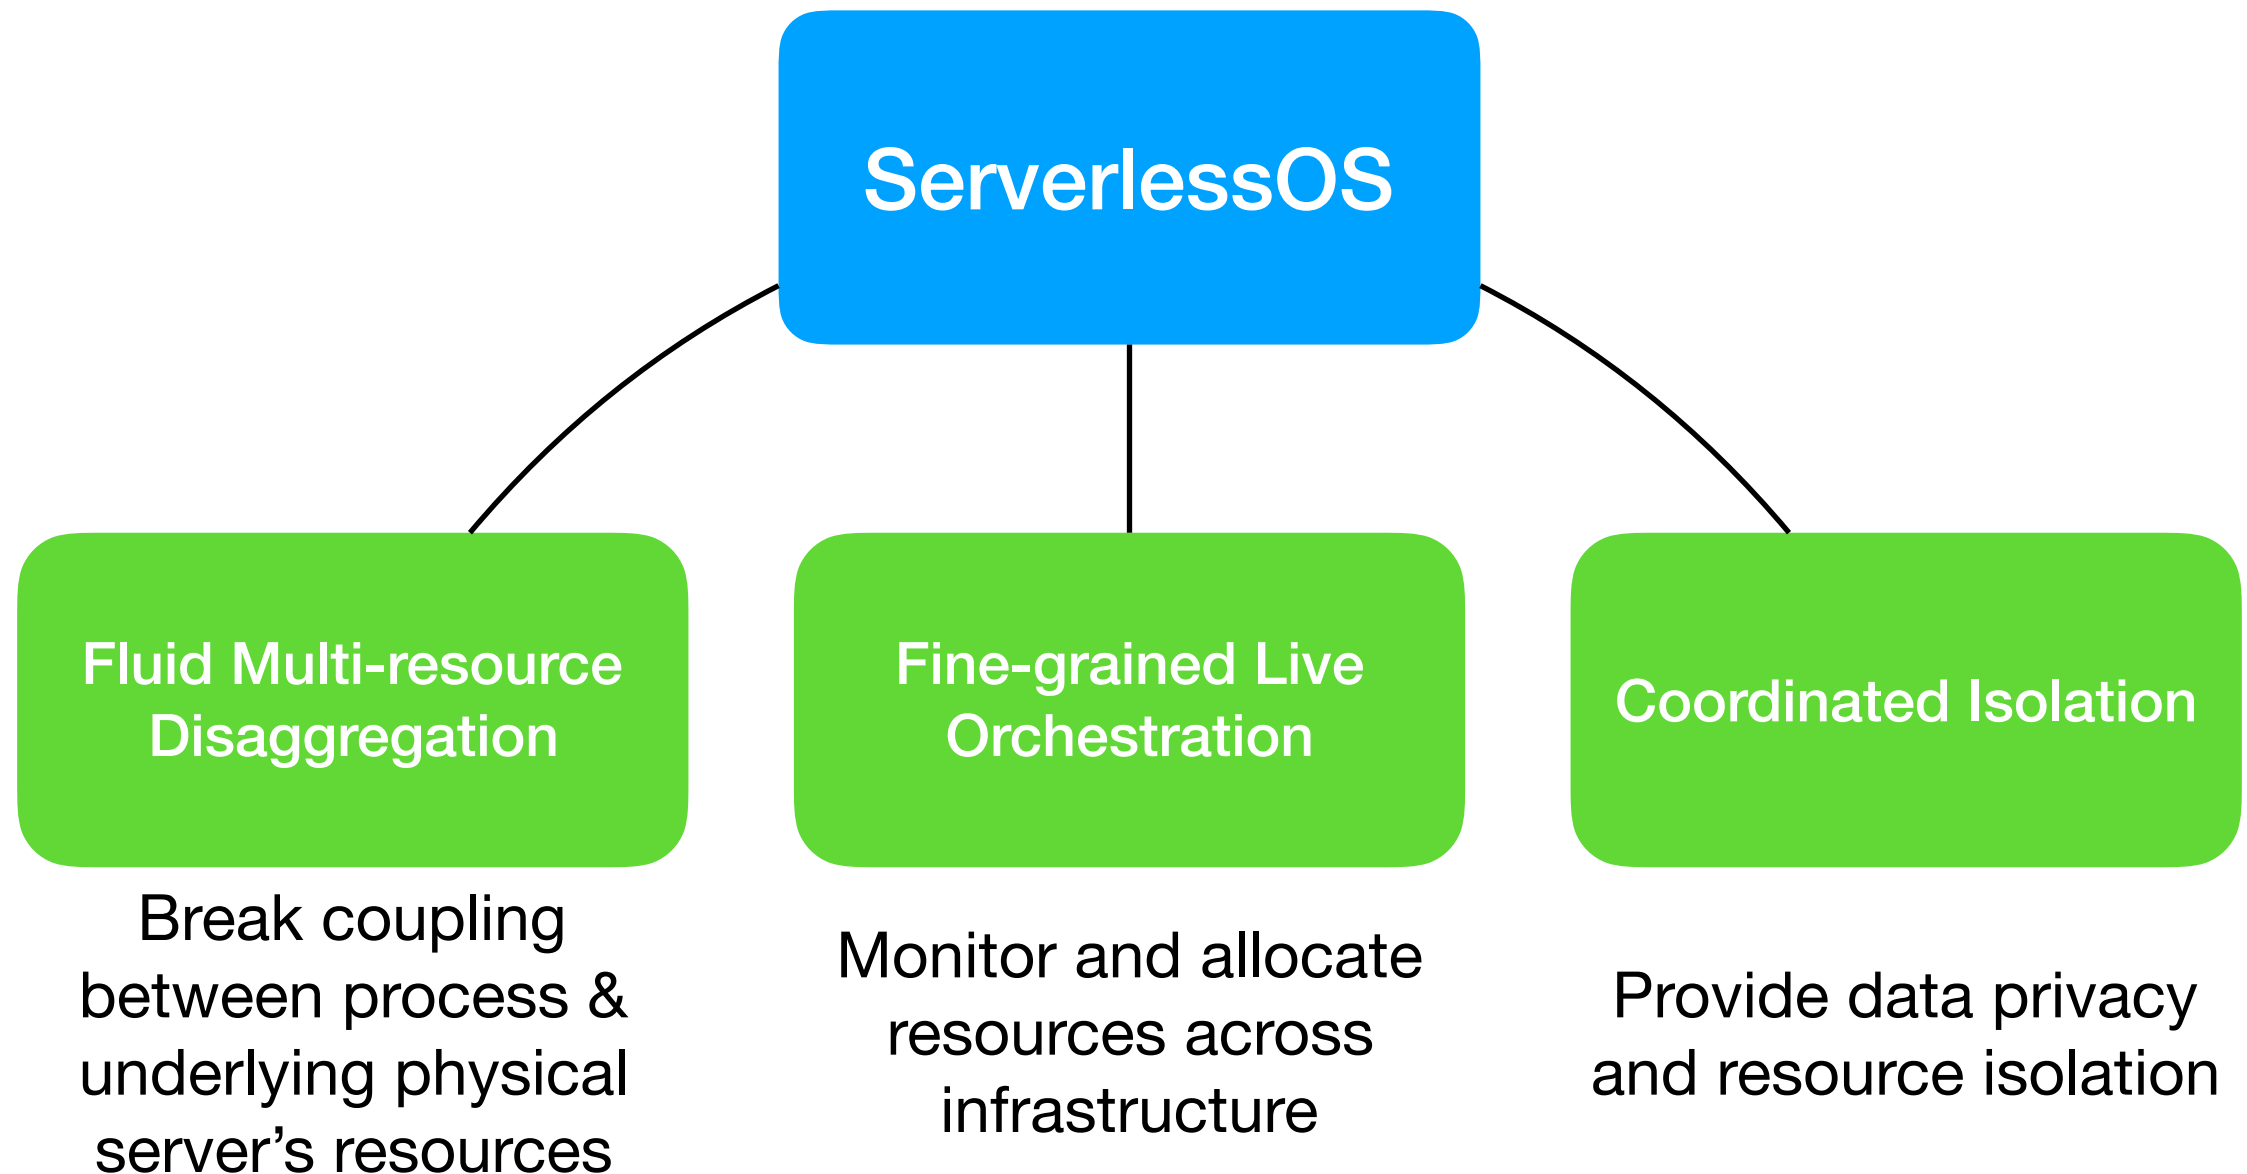 ServerlessOS
Fluid Multi-resource
Disaggregation
Fine-grained Live
Orchestration
Coordinated Isolation
Break coupling
between process &
underlying physical
server’s resources
Monitor and allocate
resources across
infrastructure
Provide data privacy
and resource isolation